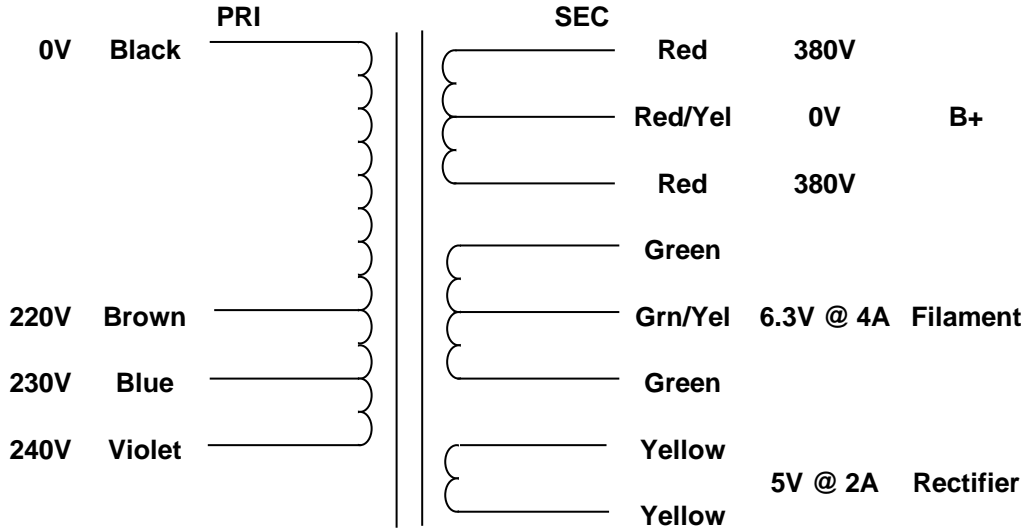 PRI SEC
0V Black Red 380V
Red/Yel 0V B+
Red 380V
Green
220V Brown Grn/Yel 6.3V @ 4A Filament
230V Blue Green
240V Violet Yellow
5V @ 2A Rectifier
Yellow